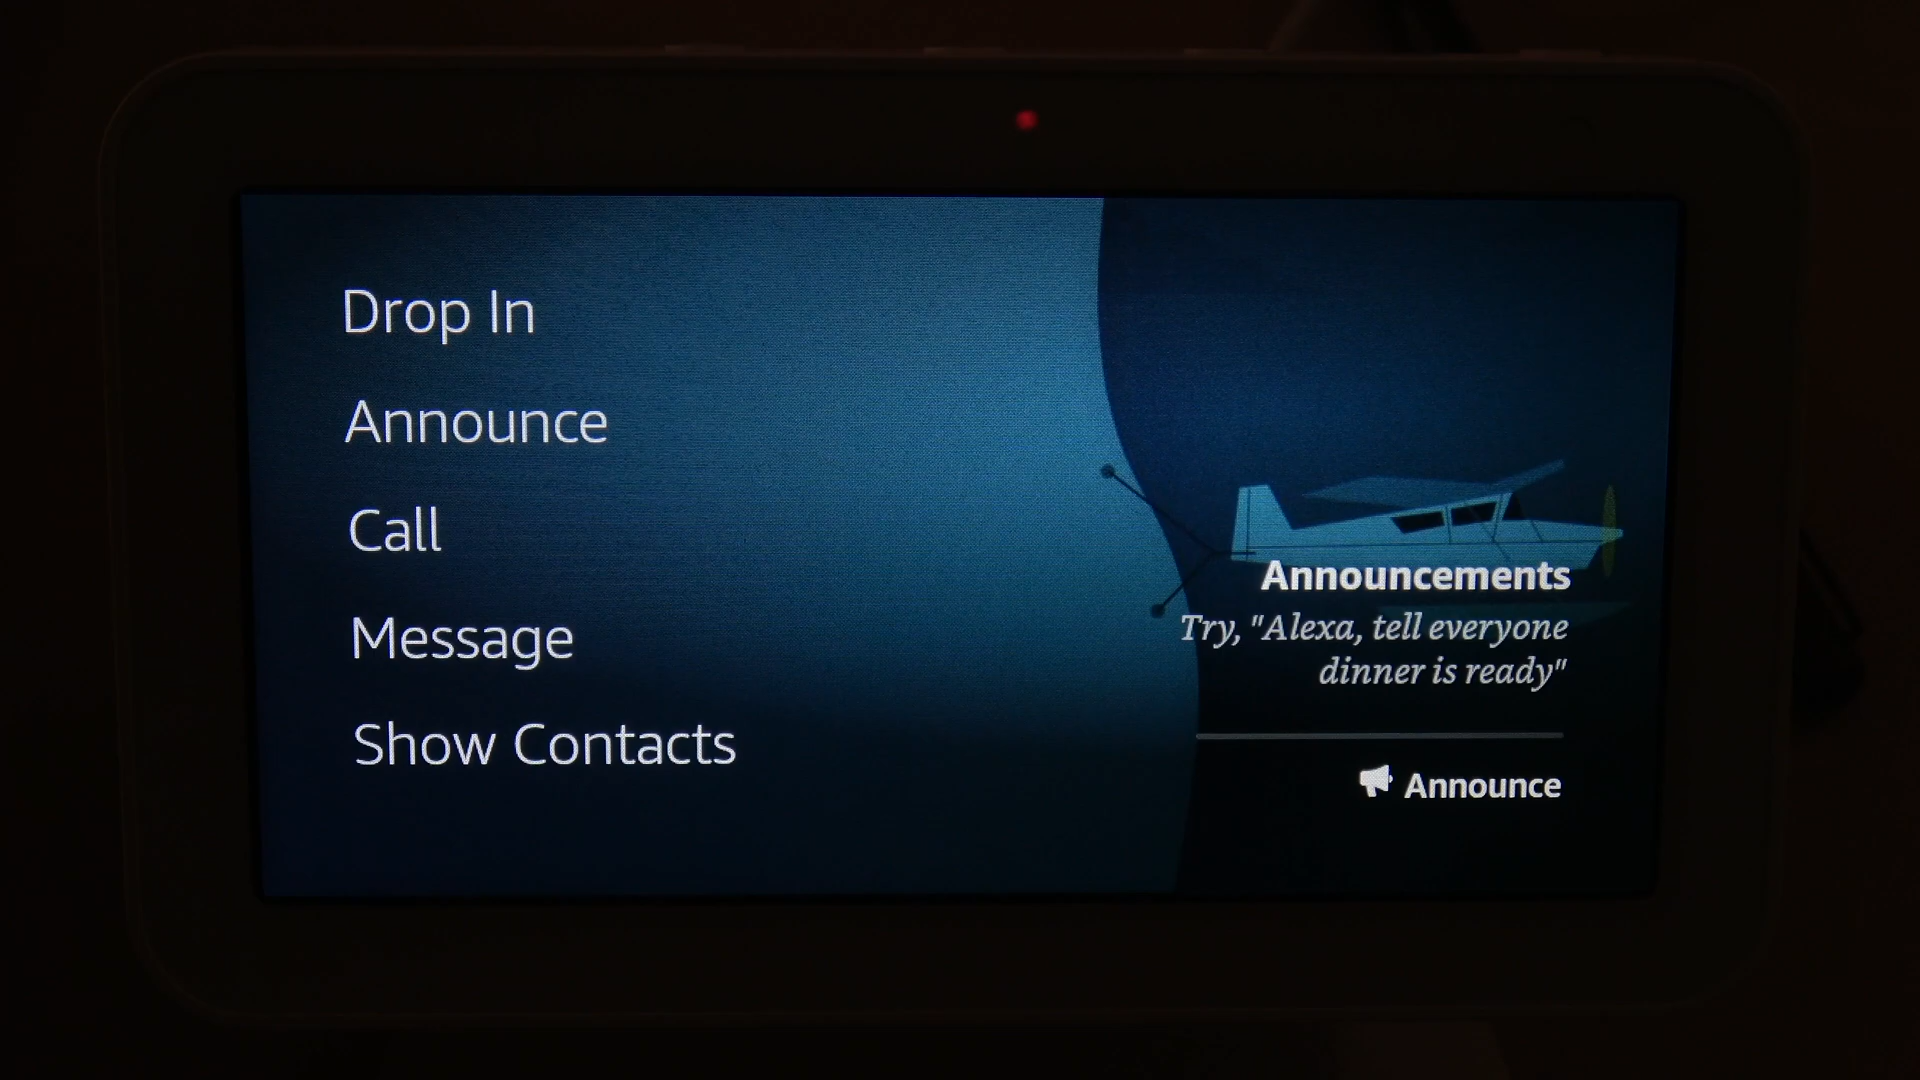 Drop In
Announce
Call
Message
Show Contacts
Announcements
Try, "Alexa, tell everyone
dinner is ready"
Announce